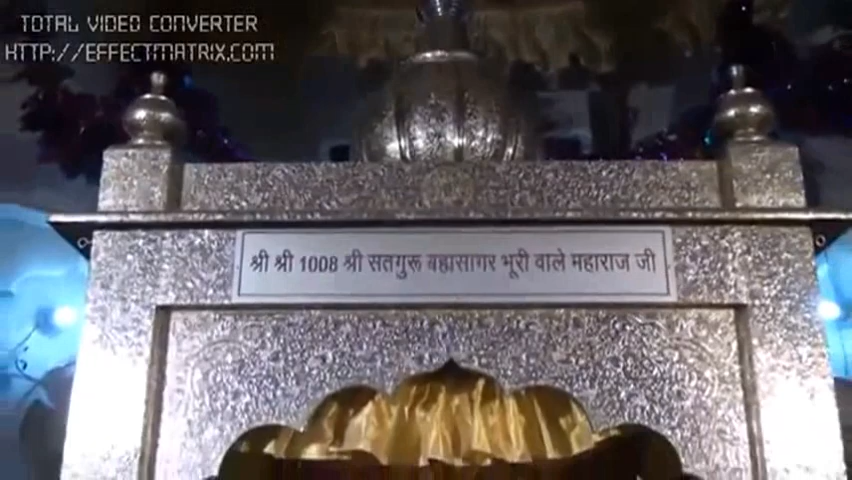 TOTAL VIDEO CONVERTER
HTTP://EFFECTMATRIX.COM
श्री श्री 1008 श्री सतगुरू ब्रह्मसागर भूरी वाले महाराज जी